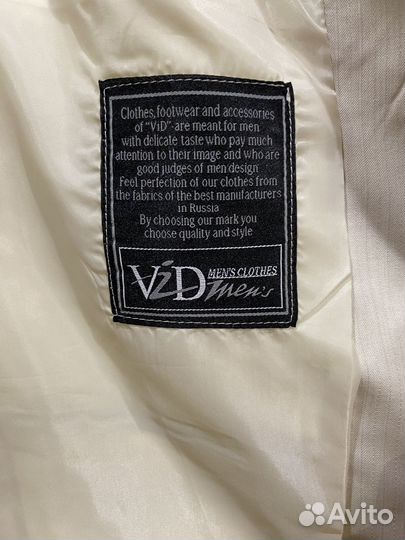 Clothes, footwear and accessories
of "ViD" are meant for men
with delicate taste who pay much
attention to their image and who are
good judges of men design
Feel perfection of our clothes from
the fabrics of the best manufacturers
in Russia
By choosing our mark you
choose quality and style
ViD MEN'S CLOTHES
men's
Avito